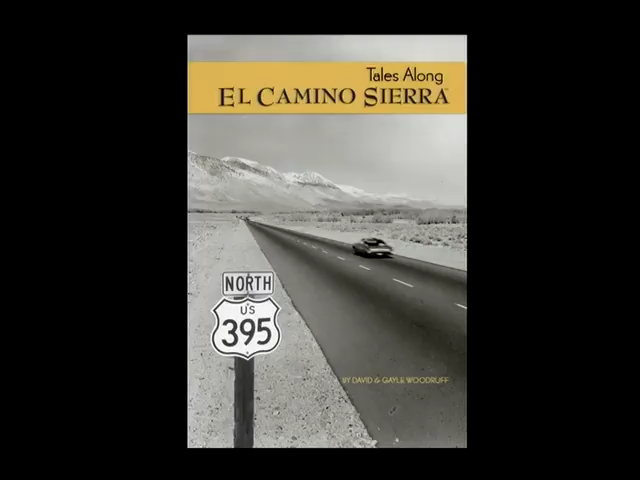 Tales Along
EL CAMINO SIERRA
NORTH
US
395
BY DAVID & GAYLE WOODRUFF